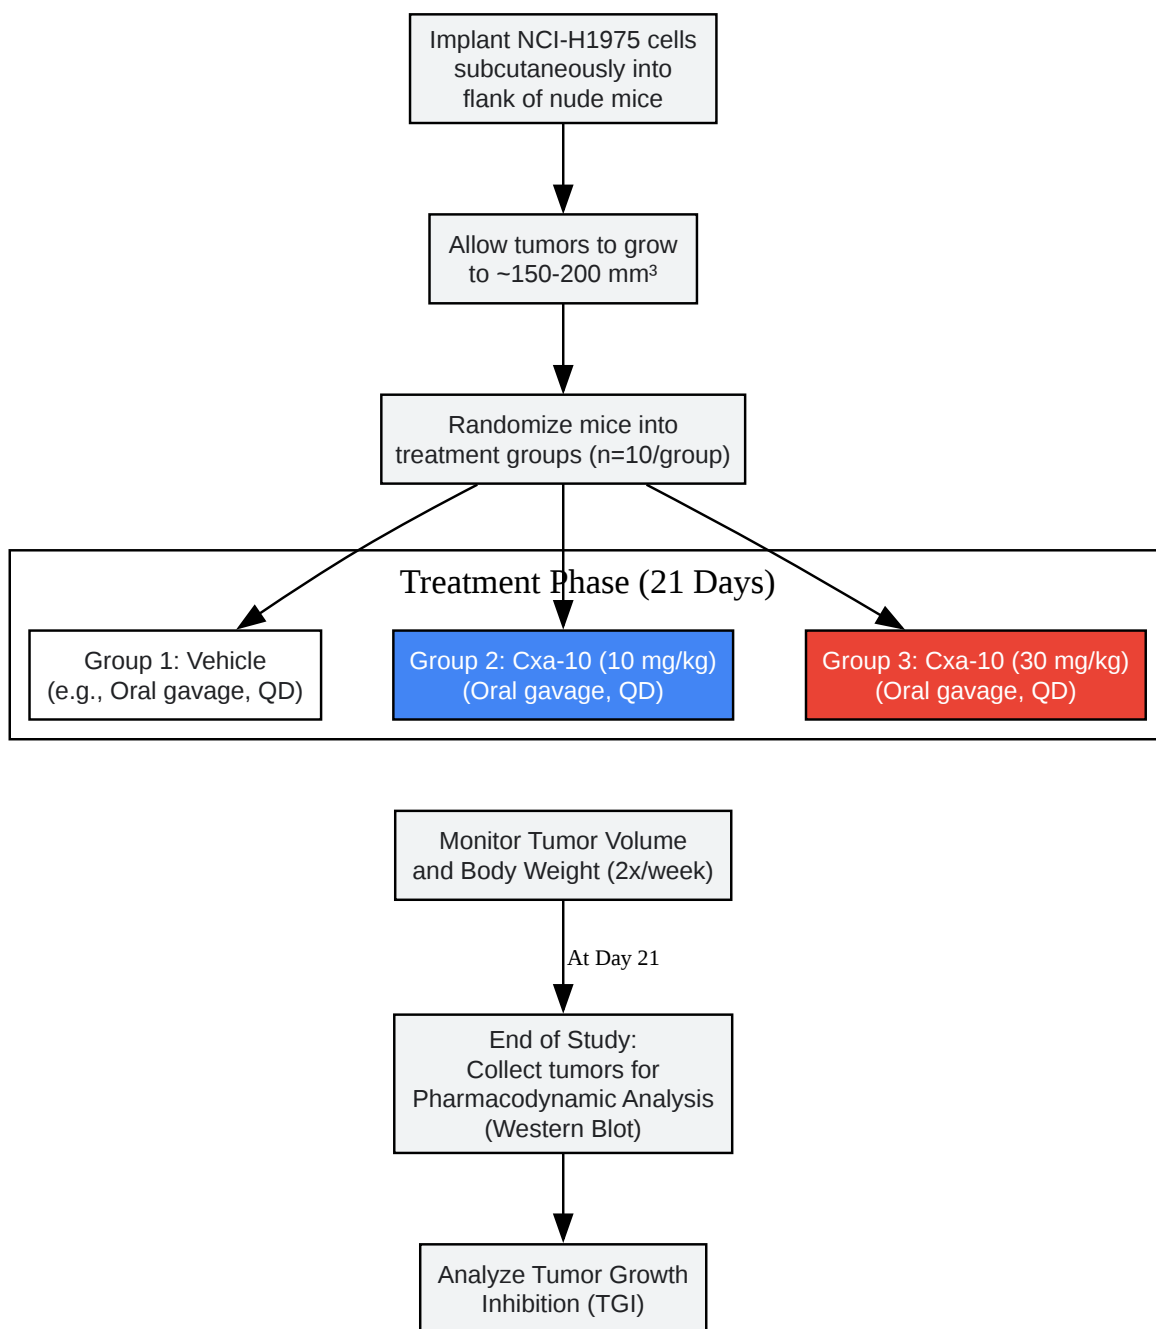 Implant NCI-H1975 cells
subcutaneously into
flank of nude mice
Allow tumors to grow
to ~150-200 mm³
Randomize mice into
treatment groups (n=10/group)
Treatment Phase (21 Days)
Group 1: Vehicle
(e.g., Oral gavage, QD)
Group 2: Cxa-10 (10 mg/kg)
(Oral gavage, QD)
Group 3: Cxa-10 (30 mg/kg)
(Oral gavage, QD)
Monitor Tumor Volume
and Body Weight (2x/week)
At Day 21
End of Study:
Collect tumors for
Pharmacodynamic Analysis
(Western Blot)
Analyze Tumor Growth
Inhibition (TGI)